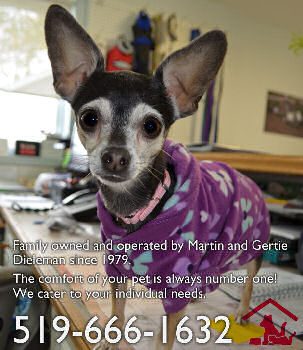 Family owned and operated by Martin and Gertie
Dieleman since 1979.
The comfort of your pet is always number one!
We cater to your individual needs.
519-666-1632